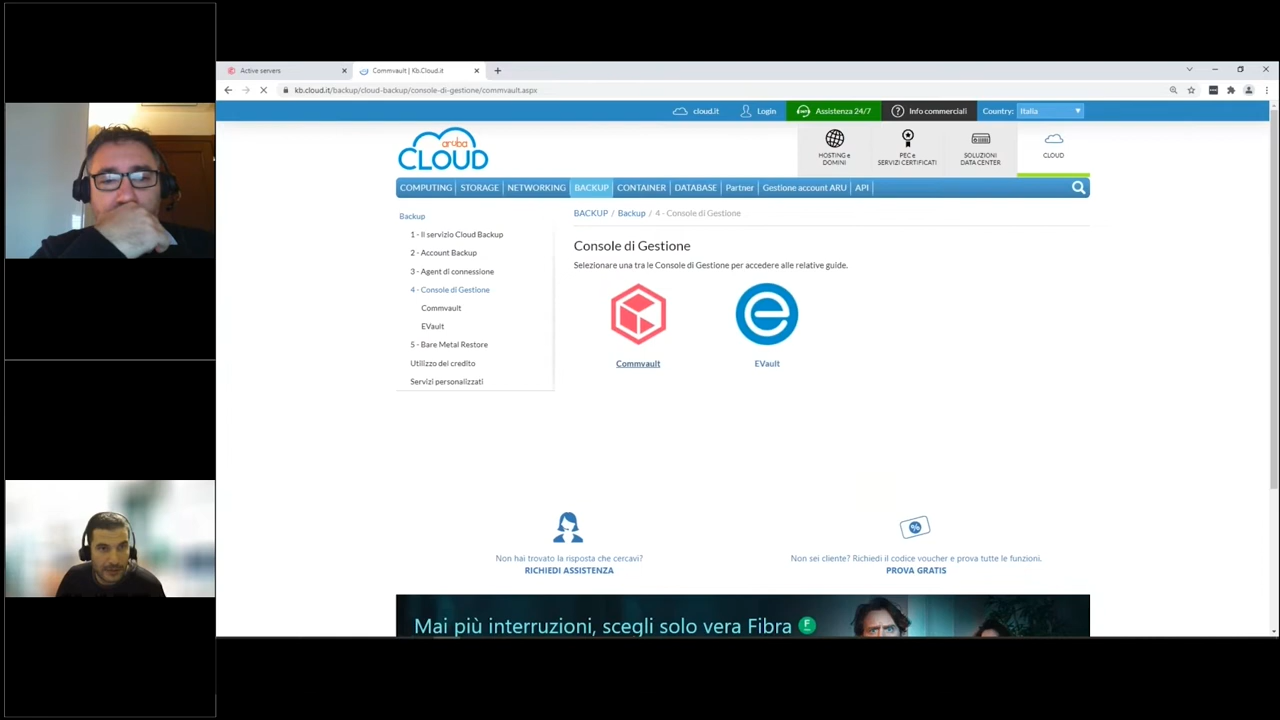 Active servers
Commvault | Kb.Cloud.it
kb.cloud.it/backup/cloud-backup/console-di-gestione/commvault.aspx
cloud.it
Login
Assistenza 24/7
Info commerciali
Country:
Italia
aruba
CLOUD
HOSTING e
DOMINI
PEC e
SERVIZI CERTIFICATI
SOLUZIONI
DATA CENTER
CLOUD
COMPUTING
STORAGE
NETWORKING
BACKUP
CONTAINER
DATABASE
Partner
Gestione account ARU
API
Backup
1 - Il servizio Cloud Backup
2 - Account Backup
3 - Agent di connessione
4 - Console di Gestione
Commvault
EVault
5 - Bare Metal Restore
Utilizzo del credito
Servizi personalizzati
BACKUP / Backup / 4 - Console di Gestione
Console di Gestione
Selezionare una tra le Console di Gestione per accedere alle relative guide.
Commvault
EVault
Non hai trovato la risposta che cercavi?
RICHIEDI ASSISTENZA
Non sei cliente? Richiedi il codice voucher e prova tutte le funzioni.
PROVA GRATIS
Mai più interruzioni, scegli solo vera Fibra F